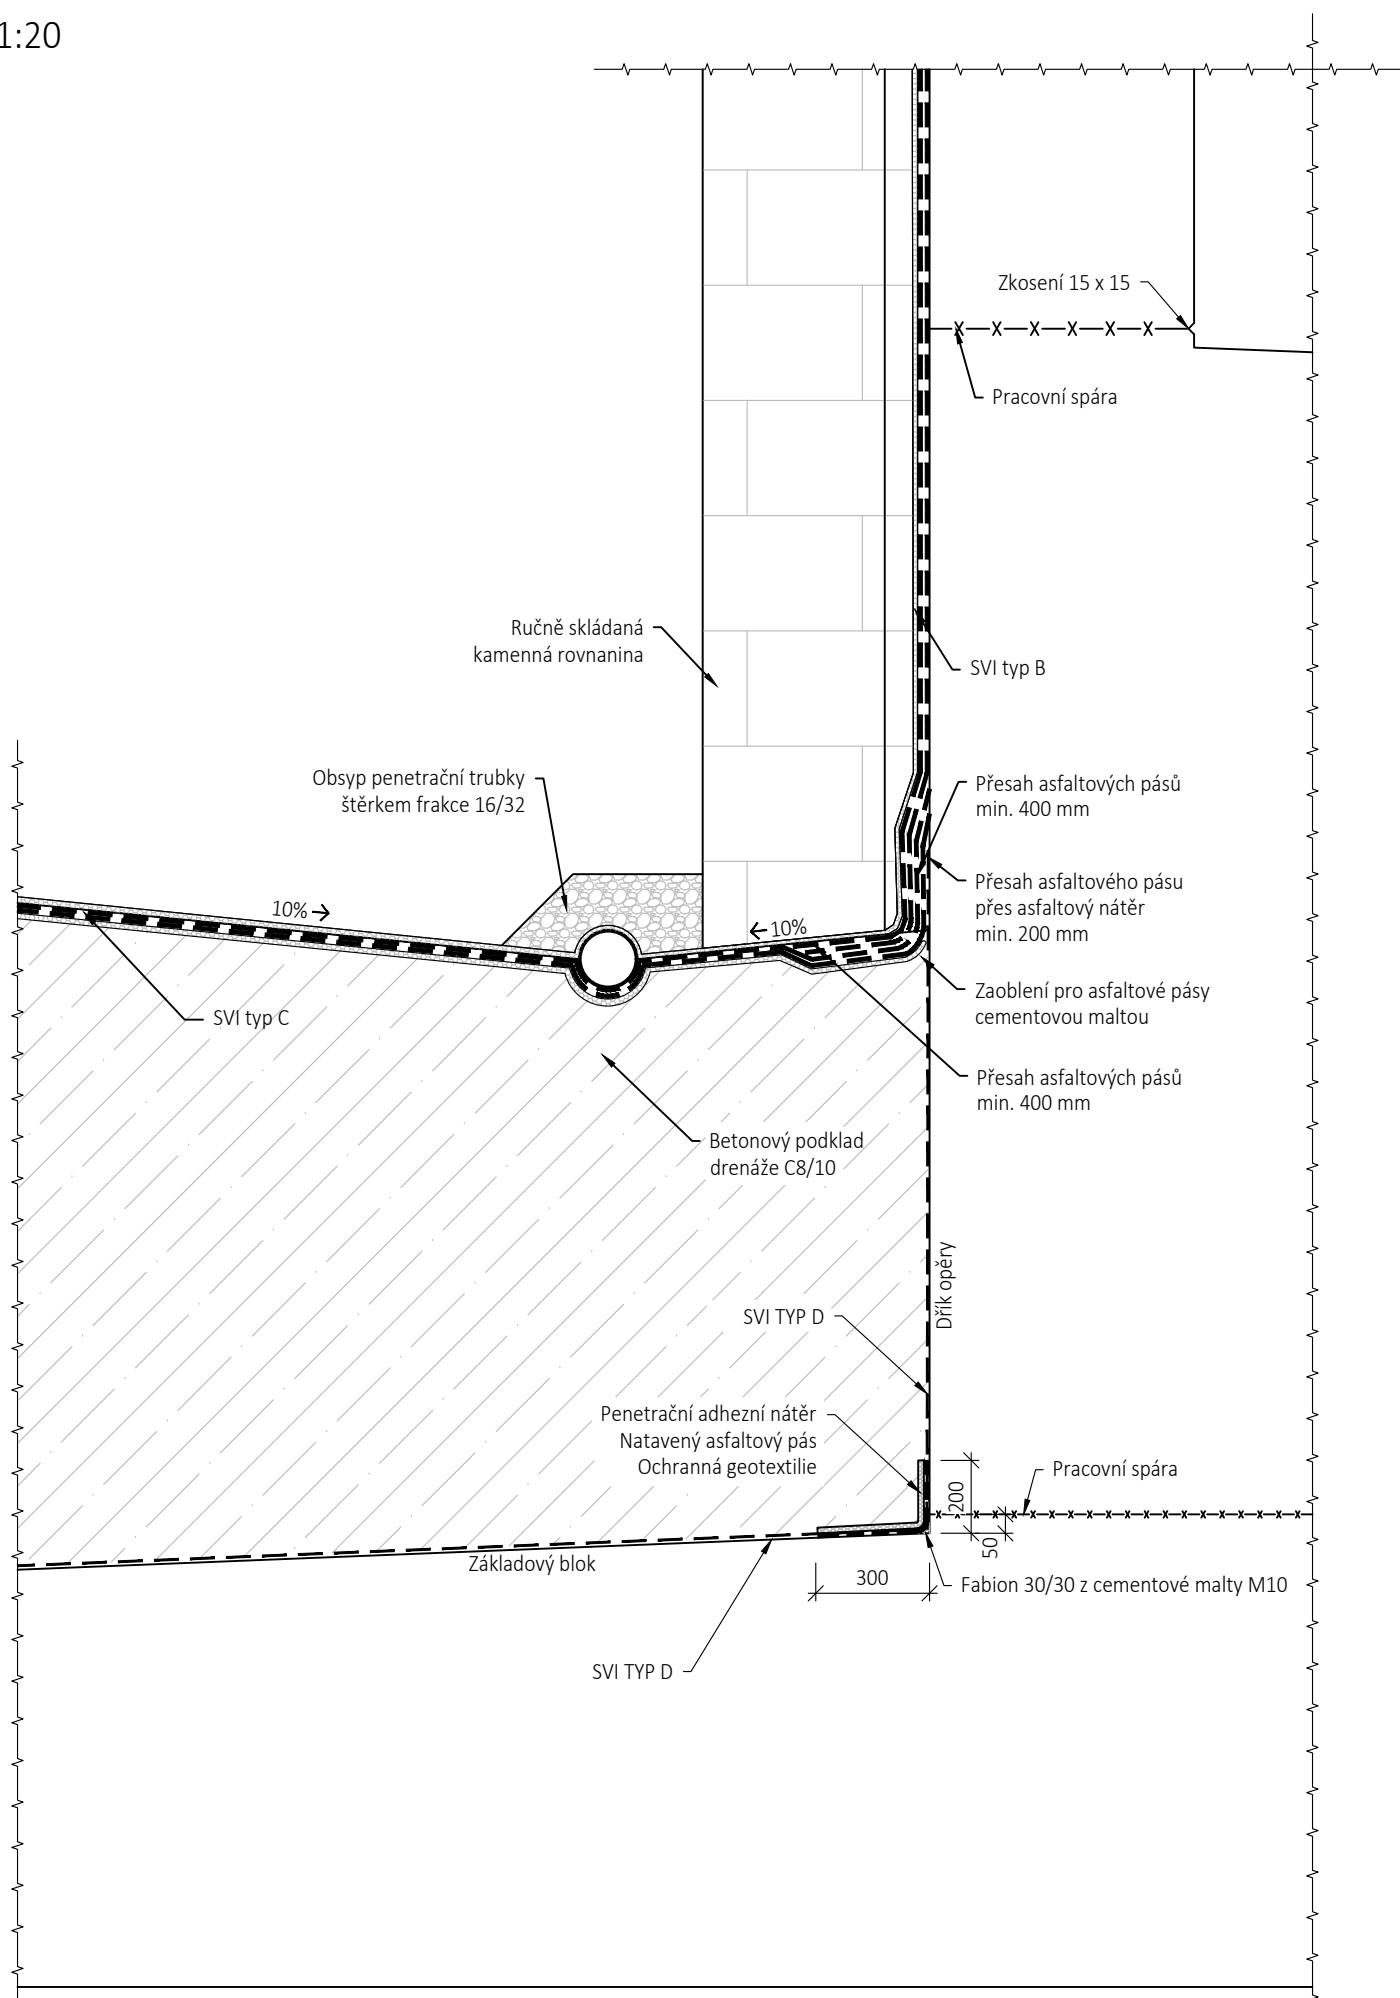 1:20
Zkosení 15 x 15
Pracovní spára
Ručně skládaná
kamenná rovnanina
SVI typ B
Obsyp penetrační trubky
štěrkem frakce 16/32
Přesah asfaltových pásů
min. 400 mm
Přesah asfaltového pásu
přes asfaltový nátěr
min. 200 mm
10%
10%
Zaoblení pro asfaltové pásy
cementovou maltou
SVI typ C
Přesah asfaltových pásů
min. 400 mm
Betonový podklad
drenáže C8/10
Dřík opěry
SVI TYP D
Penetrační adhezní nátěr
Natavený asfaltový pás
Ochranná geotextilie
Pracovní spára
200
50
Základový blok
300
Fabion 30/30 z cementové malty M10
SVI TYP D